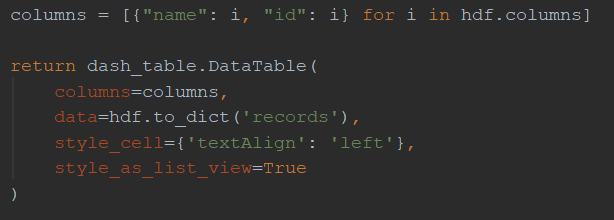 columns = [{"name": i, "id": i} for i in hdf.columns]
return dash_table.DataTable(
    columns=columns,
    data=hdf.to_dict('records'),
    style_cell={'textAlign': 'left'},
    style_as_list_view=True
)